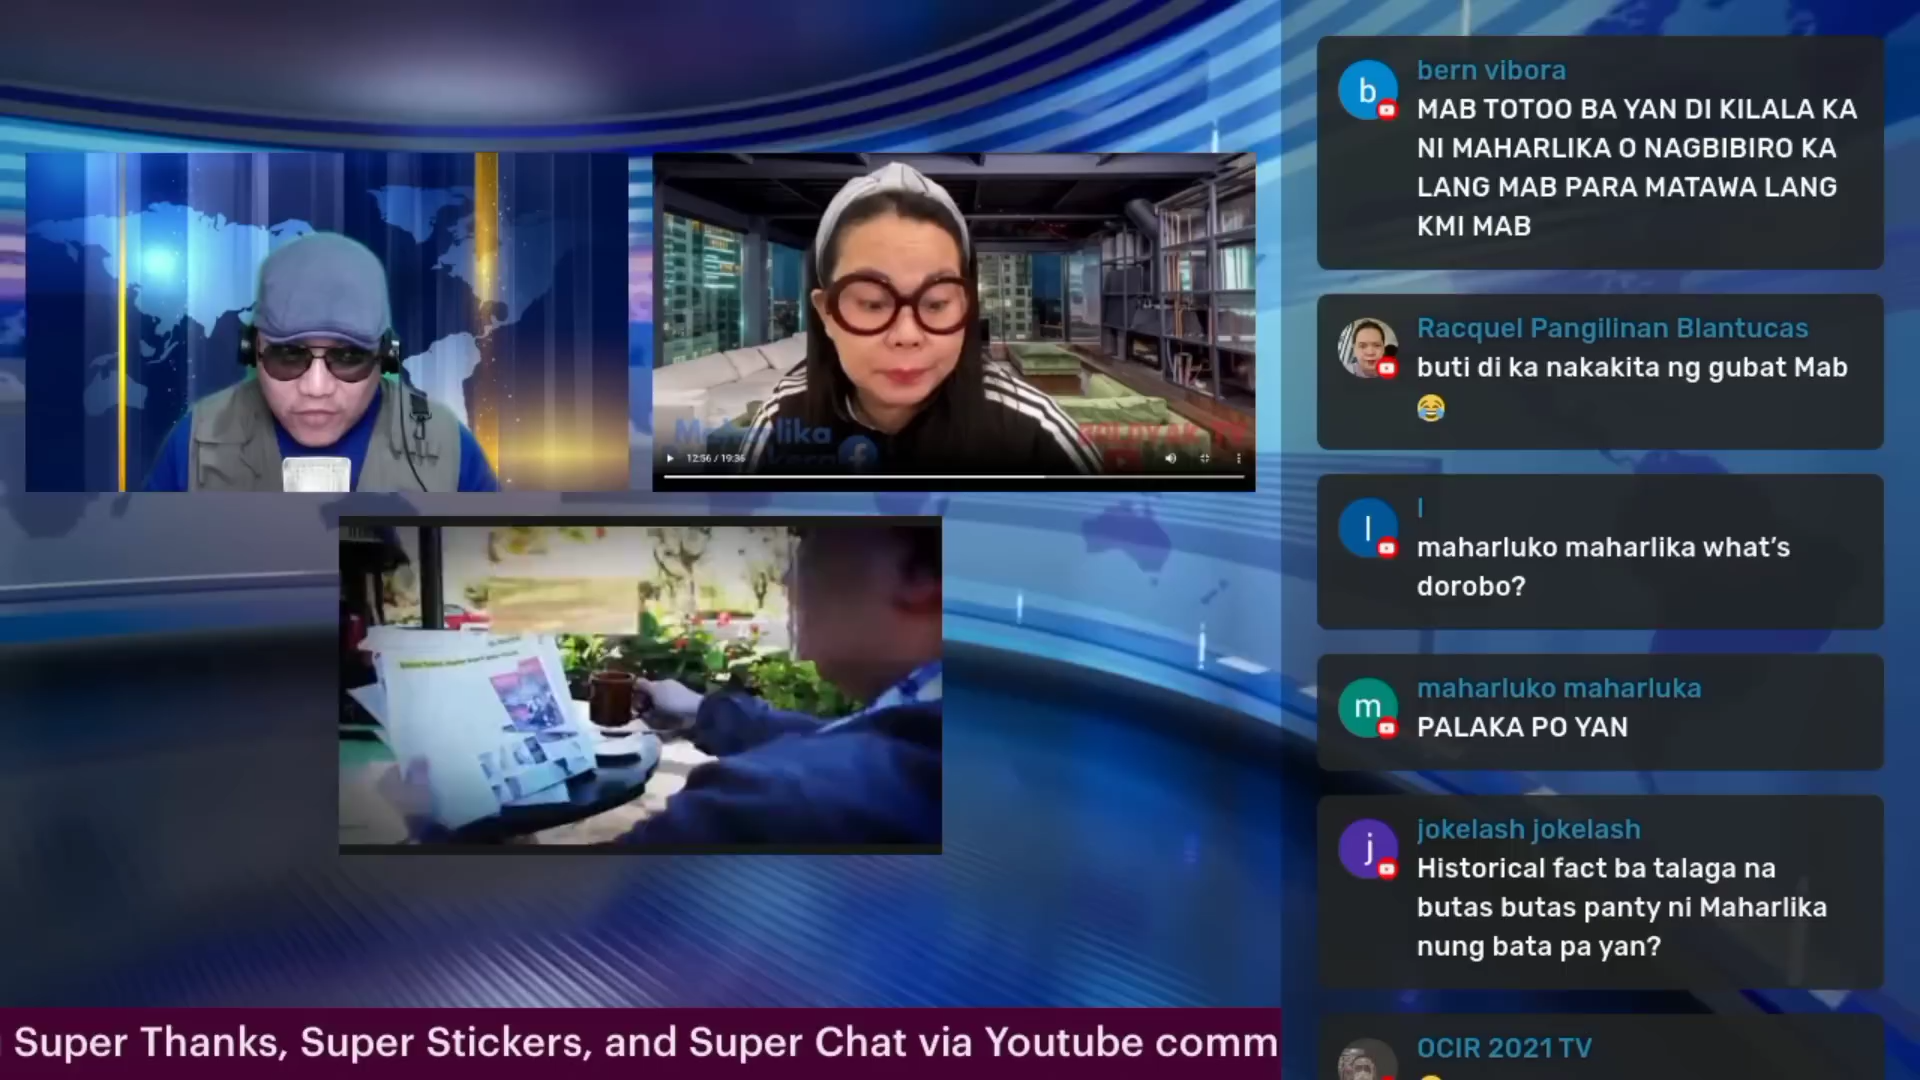 bern vibora
MAB TOTOO BA YAN DI KILALA KA
NI MAHARLIKA O NAGBIBIRO KA
LANG MAB PARA MATAWA LANG
KMI MAB
Racquel Pangilinan Blantucas
buti di ka nakakita ng gubat Mab
😂
l
maharluko maharlika what’s
dorobo?
maharluko maharluka
PALAKA PO YAN
jokelash jokelash
Historical fact ba talaga na
butas butas panty ni Maharlika
nung bata pa yan?
OCIR 2021 TV
b
l
m
j
Maharlika
12:56 / 19:36
Super Thanks, Super Stickers, and Super Chat via Youtube comm